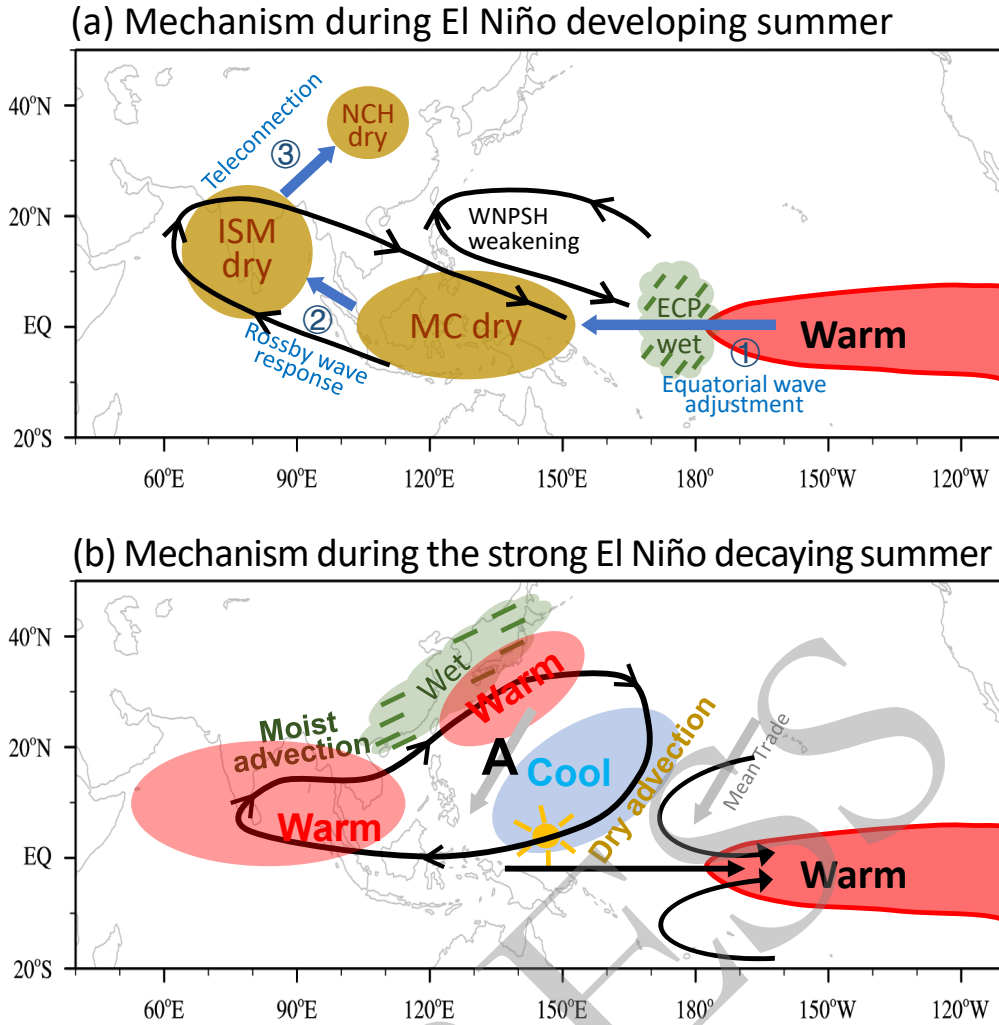 (a) Mechanism during El Niño developing summer
40°N
20°N
EQ
20°S
Teleconnection
③
NCH
dry
ISM
dry
WNPSH
weakening
②
Rossby wave
response
MC dry
ECP
wet
①
Warm
Equatorial wave
adjustment
60°E
90°E
120°E
150°E
180°
150°W
120°W
(b) Mechanism during the strong El Niño decaying summer
40°N
20°N
EQ
20°S
Wet
Warm
Moist
advection
A
Cool
Dry advection
Mean Trade
Warm
Warm
60°E
90°E
120°E
150°E
180°
150°W
120°W
ESS